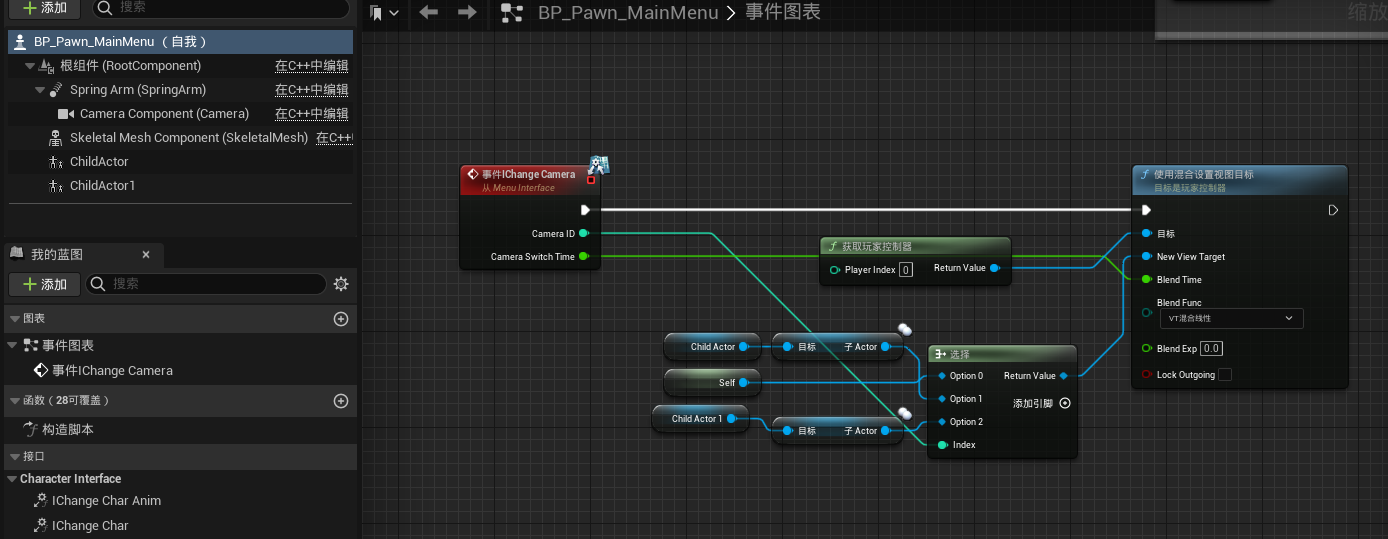 添加
搜索
BP_Pawn_MainMenu（自我）
根组件 (RootComponent)
在C++中编辑
Spring Arm (SpringArm)
在C++中编辑
Camera Component (Camera)
在C++中编辑
Skeletal Mesh Component (SkeletalMesh)
在C++
ChildActor
ChildActor1
我的蓝图
添加
搜索
图表
事件图表
事件IChange Camera
函数（28可覆盖）
构造脚本
接口
Character Interface
IChange Char Anim
IChange Char
BP_Pawn_MainMenu
事件图表
缩放
事件IChange Camera
从 Menu Interface
Camera ID
Camera Switch Time
获取玩家控制器
Player Index 0
Return Value
Child Actor
目标
子 Actor
Self
Child Actor 1
目标
子 Actor
选择
Option 0
Return Value
Option 1
添加引脚
Option 2
Index
使用混合设置视图目标
目标是玩家控制器
目标
New View Target
Blend Time
Blend Func
VT混合线性
Blend Exp 0.0
Lock Outgoing